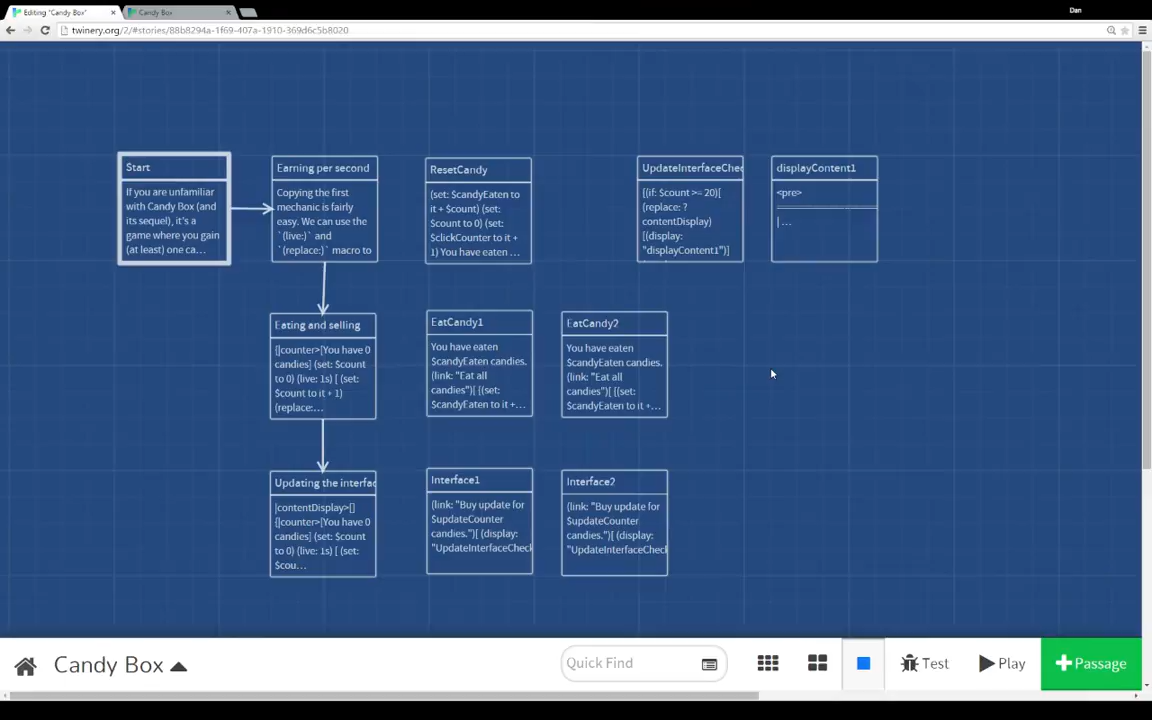 Editing "Candy Box"
Candy Box
Dan
twinery.org/2/#stories/88b8294a-1f69-407a-1910-369d6c5b8020
Start
If you are unfamiliar
with Candy Box (and
its sequel), it's a
game where you gain
(at least) one ca...
Earning per second
Copying the first
mechanic is fairly
easy. We can use the
`(live:)` and
`(replace:)` macro to
ResetCandy
(set: $candyEaten to
it + $count) (set:
$count to 0) (set:
$clickCounter to it +
1) You have eaten ...
UpdateInterfaceChec
{(if: $count >= 20)[
(replace: ?
contentDisplay)
[(display:
"displayContent1")]
displayContent1
<pre>
|...
Eating and selling
{|counter>[You have 0
candies] (set: $count
to 0) (live: 1s) [ (set:
$count to it + 1)
(replace:...
EatCandy1
You have eaten
$candyEaten candies.
(link: "Eat all
candies")[ {(set:
$candyEaten to it +...
EatCandy2
You have eaten
$candyEaten candies.
(link: "Eat all
candies")[ {(set:
$candyEaten to it +...
Updating the interfac
|contentDisplay>[]
{|counter>[You have 0
candies] (set: $count
to 0) (live: 1s) [ (set:
$cou...
Interface1
(link: "Buy update for
$updateCounter
candies.")[ (display:
"UpdateInterfaceCheck
Interface2
(link: "Buy update for
$updateCounter
candies.")[ (display:
"UpdateInterfaceCheck
Candy Box
Quick Find
Test
Play
Passage